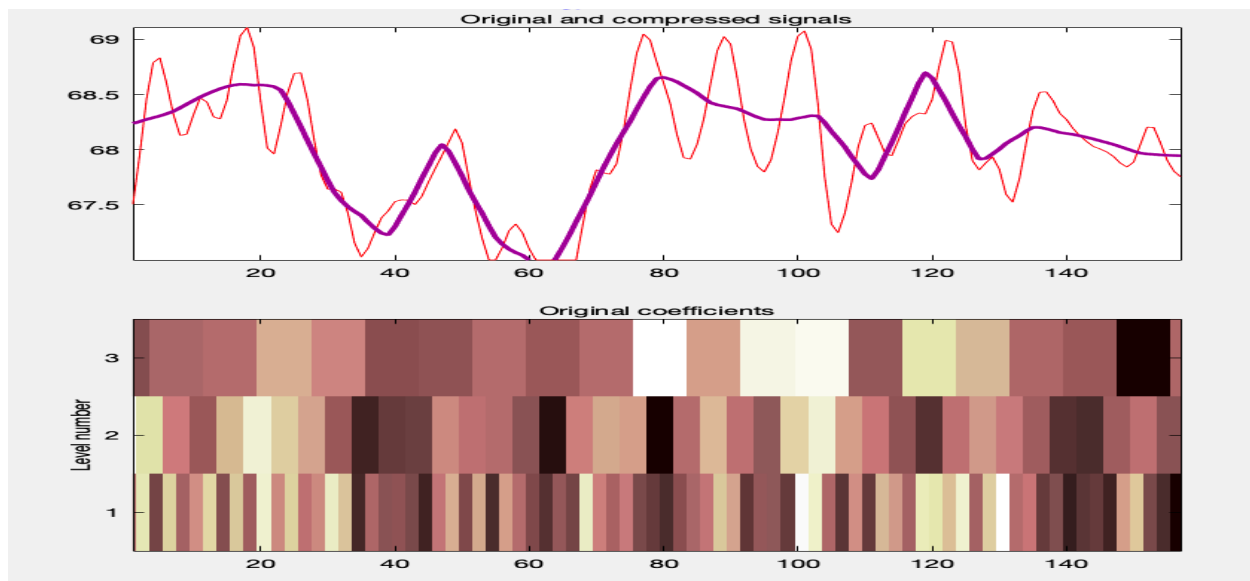 Original and compressed signals
69
68.5
68
67.5
20 40 60 80 100 120 140
Original coefficients
Level number
3
2
1
20 40 60 80 100 120 140